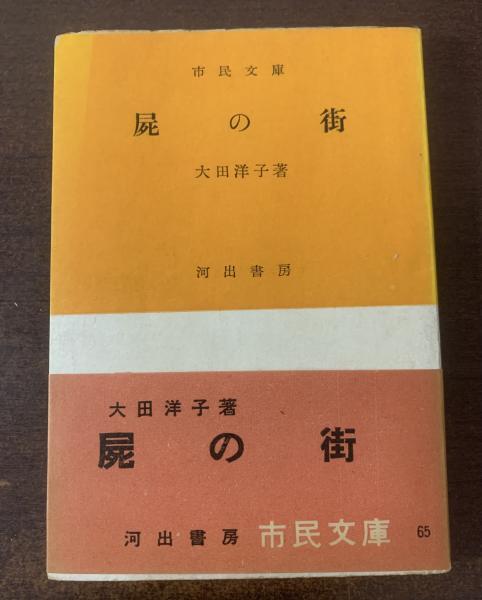 市民文庫
屍の街
大田洋子著
河出書房
大田洋子著
屍の街
河出書房 市民文庫 65